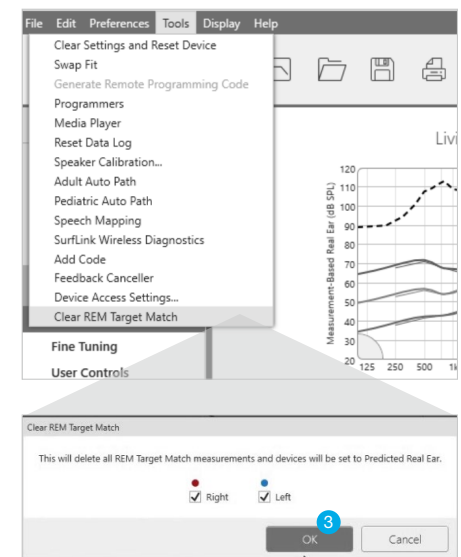 File Edit Preferences Tools Display Help
Clear Settings and Reset Device
Swap Fit
Generate Remote Programming Code
Programmers
Media Player
Reset Data Log
Speaker Calibration...
Adult Auto Path
Pediatric Auto Path
Speech Mapping
SurfLink Wireless Diagnostics
Add Code
Feedback Canceller
Device Access Settings...
Clear REM Target Match
Fine Tuning
User Controls
Livi
Measurement-Based Real Ear (dB SPL)
120
110
100
90
80
70
60
50
40
30
20
125 250 500 1k
Clear REM Target Match
This will delete all REM Target Match measurements and devices will be set to Predicted Real Ear.
Right Left
3
OK Cancel